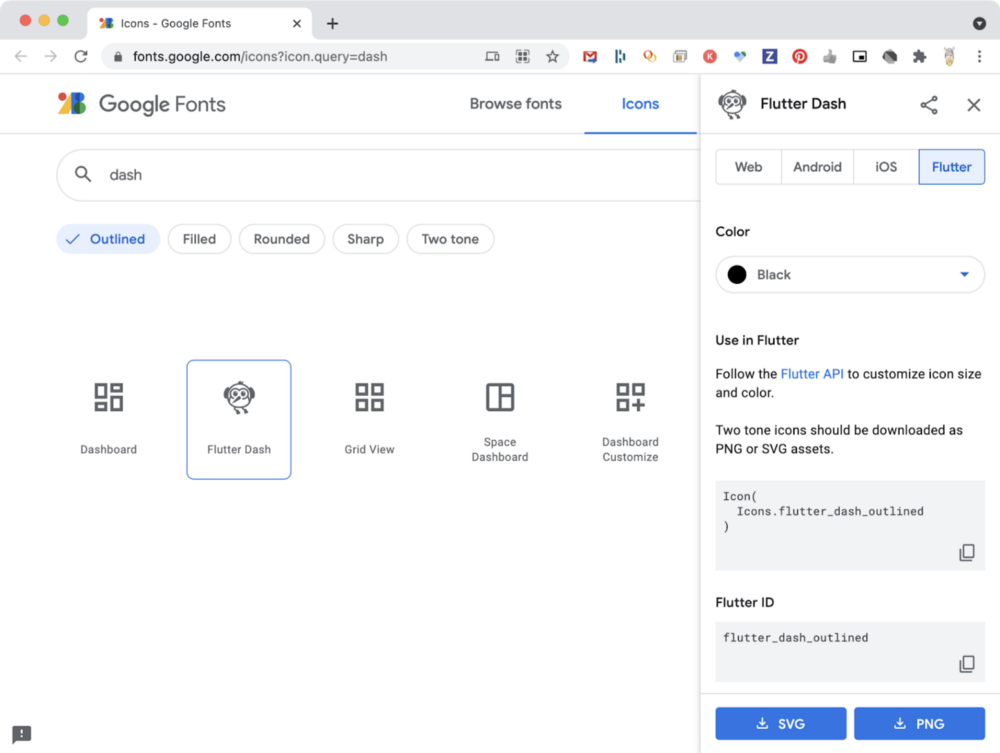 Icons - Google Fonts
fonts.google.com/icons?icon.query=dash
Google Fonts
Browse fonts
Icons
dash
Outlined
Filled
Rounded
Sharp
Two tone
Dashboard
Flutter Dash
Grid View
Space
Dashboard
Dashboard
Customize
Flutter Dash
Web
Android
iOS
Flutter
Color
Black
Use in Flutter
Follow the Flutter API to customize icon size
and color.
Two tone icons should be downloaded as
PNG or SVG assets.
Icon(
  Icons.flutter_dash_outlined
)
Flutter ID
flutter_dash_outlined
SVG
PNG